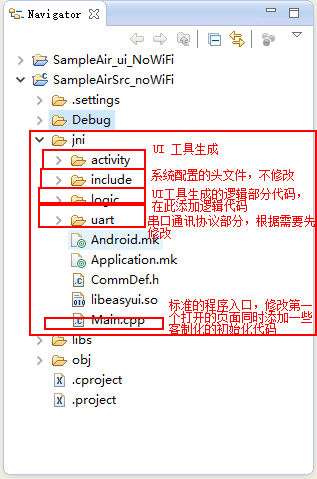 Navigator
SampleAir_ui_NoWiFi
SampleAirSrc_noWiFi
.settings
Debug
jni
activity
UI 工具生成
include
系统配置的头文件，不修改
logic
UI工具生成的逻辑部分代码，
在此添加逻辑代码
uart
串口通讯协议部分，根据需要先
修改
Android.mk
Application.mk
CommDef.h
libeasyui.so
Main.cpp
标准的程序入口，修改第一
个打开的页面同时添加一些
客制化的初始化代码
libs
obj
.cproject
.project